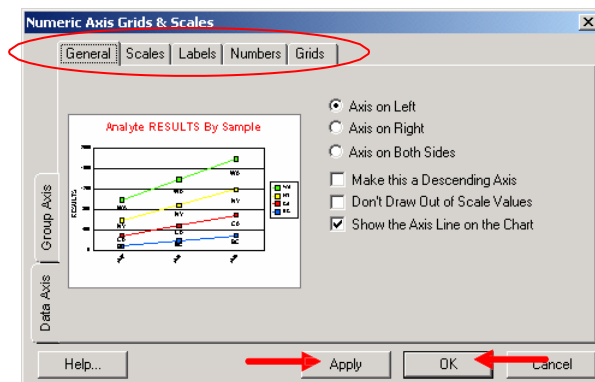 Numeric Axis Grids & Scales
General Scales Labels Numbers Grids
Group Axis
Data Axis
Analyte RESULTS By Sample
RESULTS
Axis on Left
Axis on Right
Axis on Both Sides
Make this a Descending Axis
Don't Draw Out of Scale Values
Show the Axis Line on the Chart
Help...
Apply
OK
Cancel